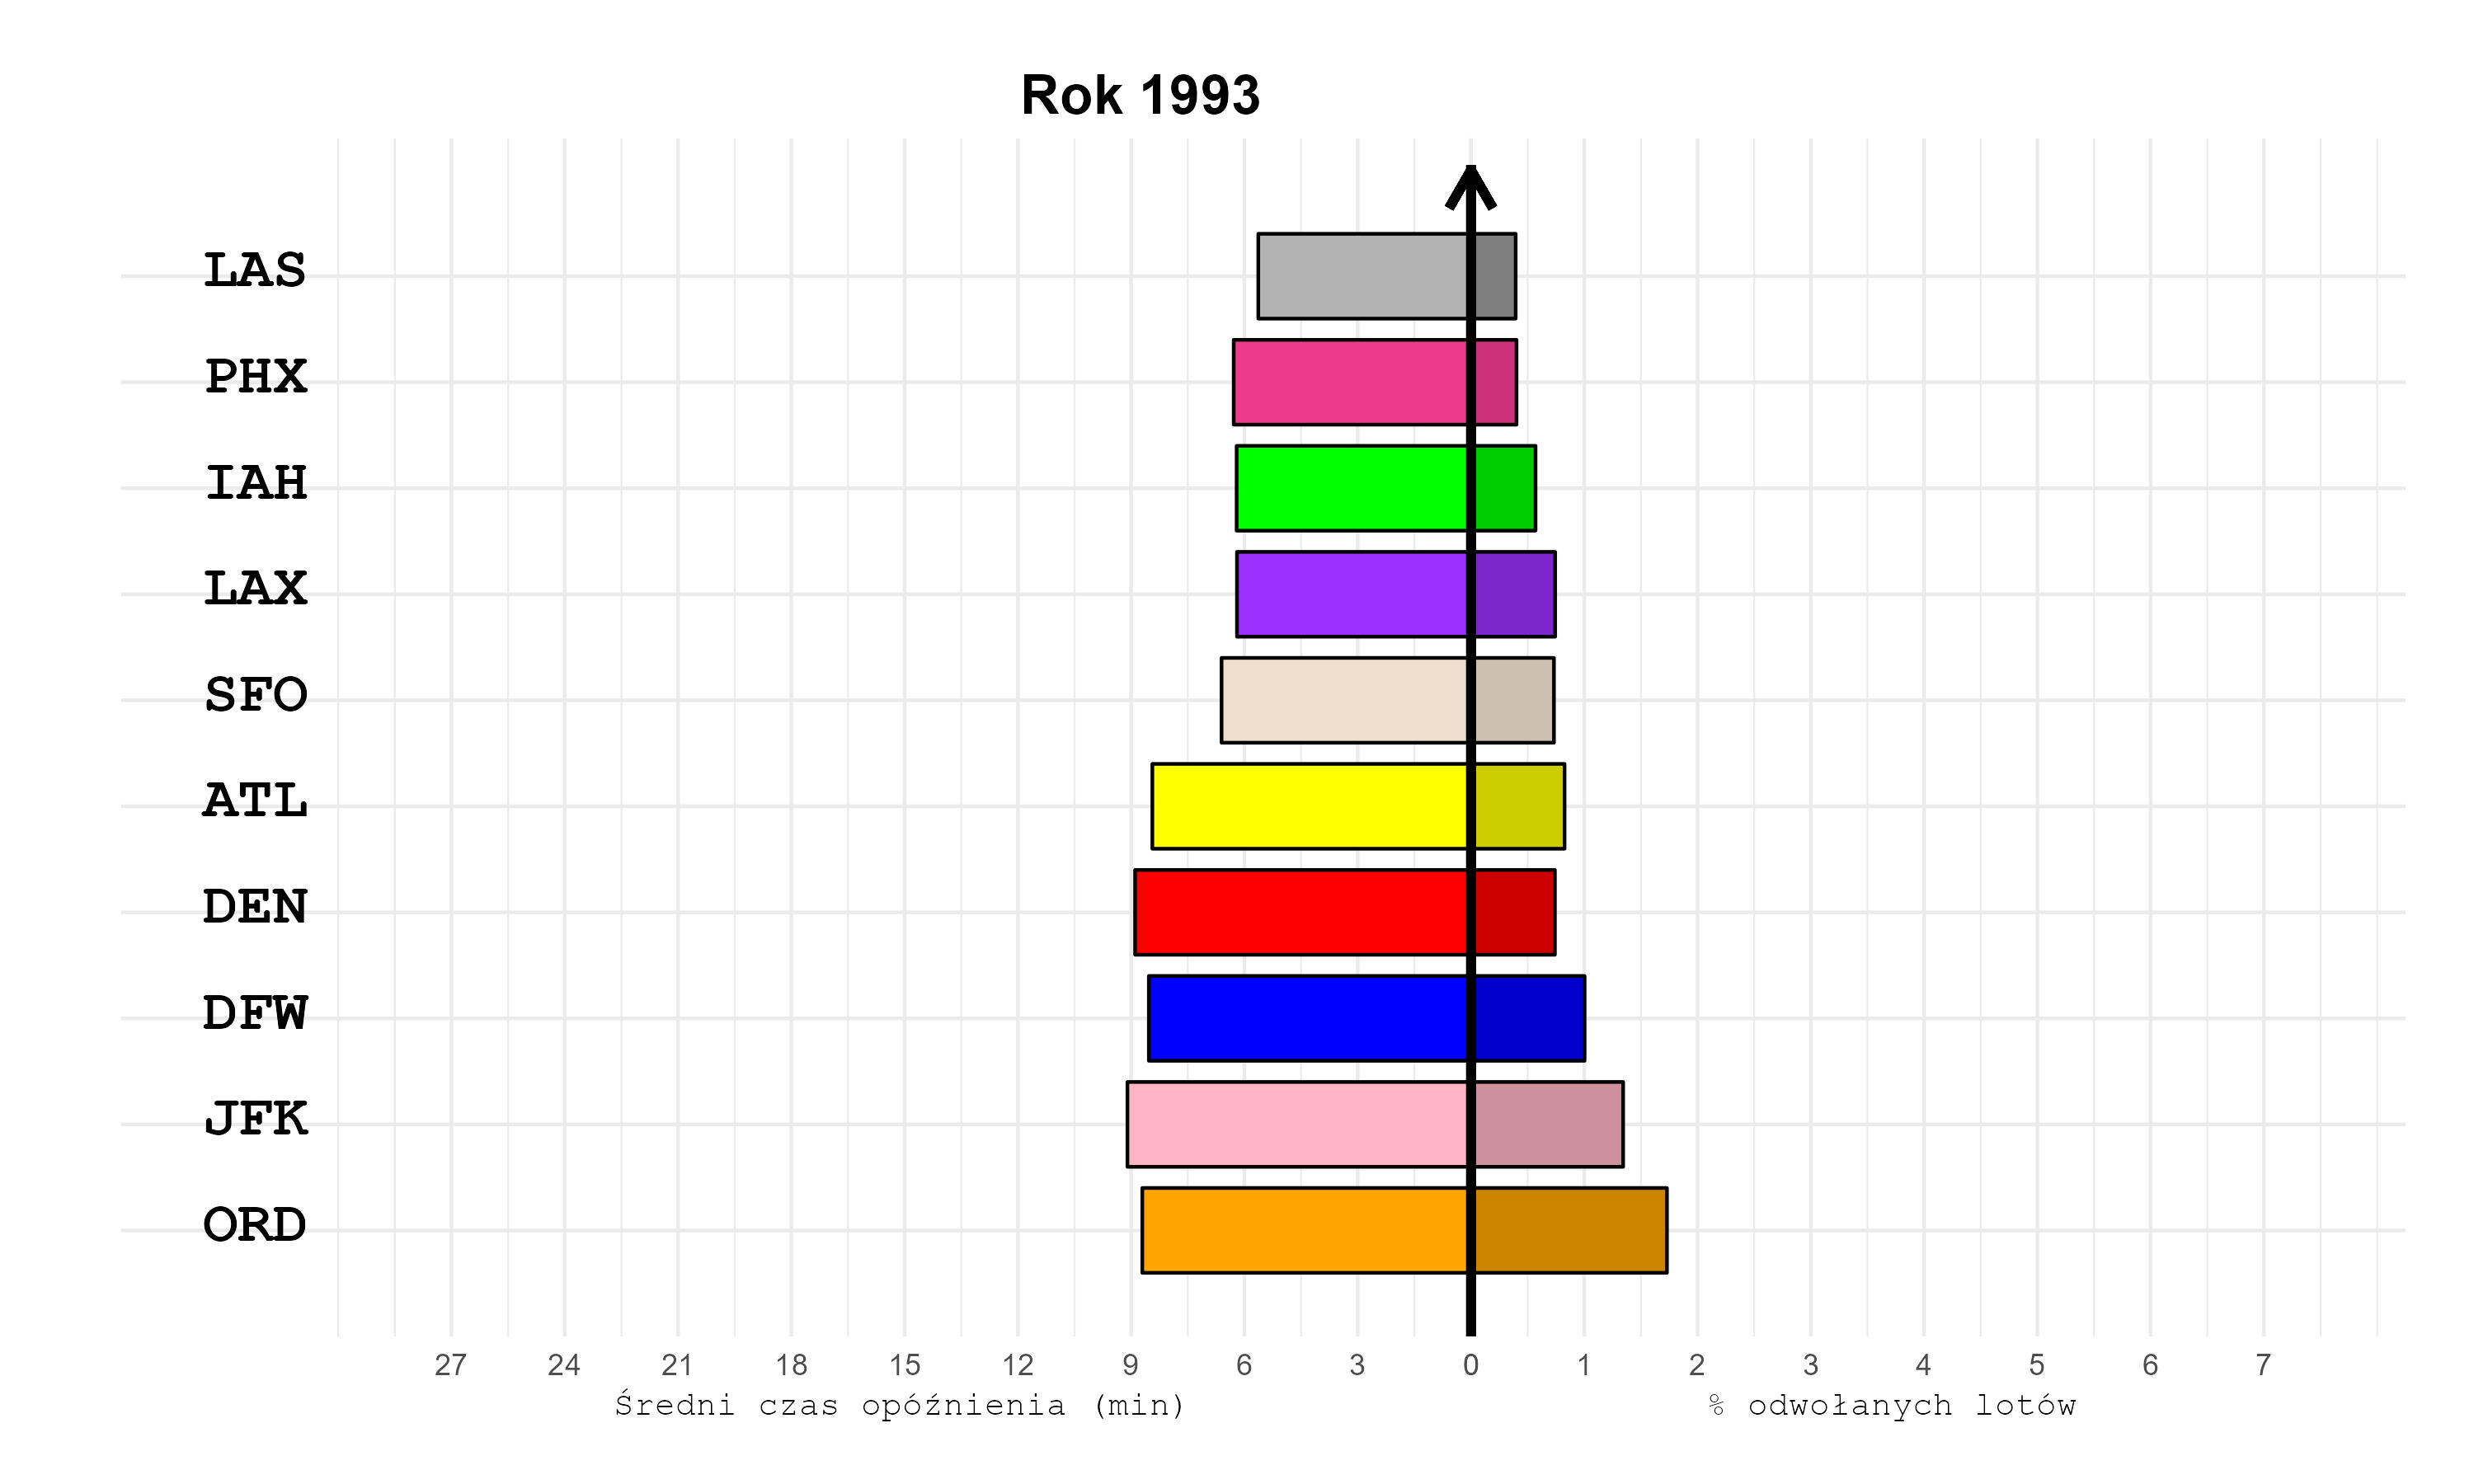 Rok 1993
LAS
PHX
IAH
LAX
SFO
ATL
DEN
DFW
JFK
ORD
27 24 21 18 15 12 9 6 3 0 1 2 3 4 5 6 7
Średni czas opóźnienia (min) % odwołanych lotów